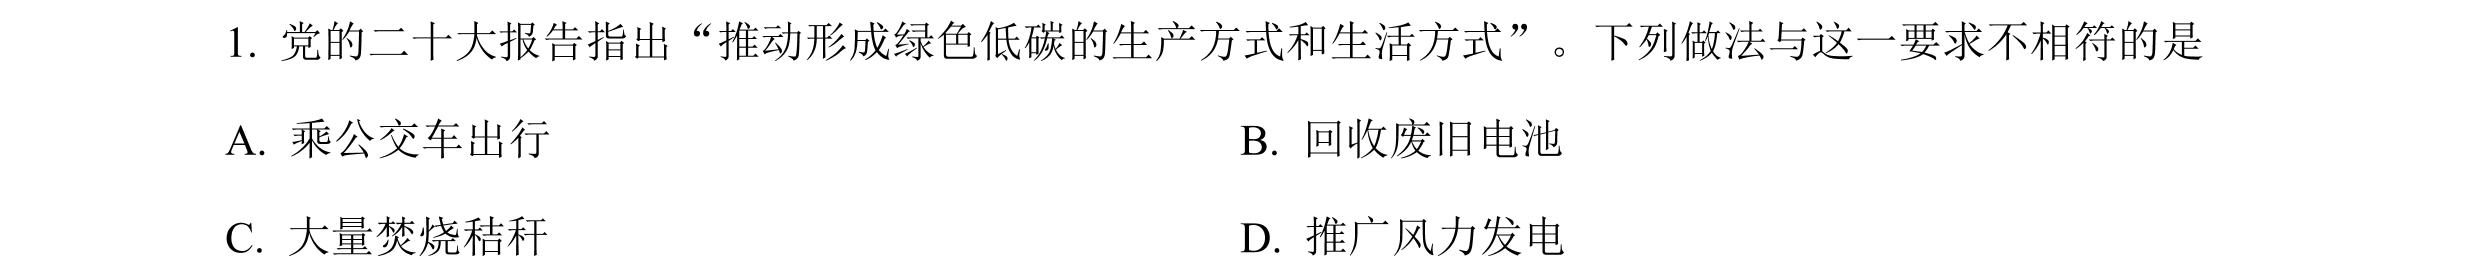 1. 党的二十大报告指出“推动形成绿色低碳的生产方式和生活方式”。下列做法与这一要求不相符的是
A. 乘公交车出行 B. 回收废旧电池
C. 大量焚烧秸秆 D. 推广风力发电